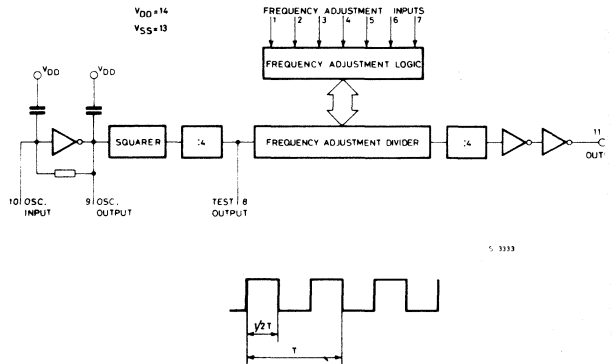 VDD = 14
VSS = 13
FREQUENCY ADJUSTMENT INPUTS
1 2 3 4 5 6 7
FREQUENCY ADJUSTMENT LOGIC
VDD
VDD
SQUARER
:4
FREQUENCY ADJUSTMENT DIVIDER
:4
11
OUT
10 OSC.
INPUT
9 OSC.
OUTPUT
TEST 8
OUTPUT
S 3333
1/2 T
T